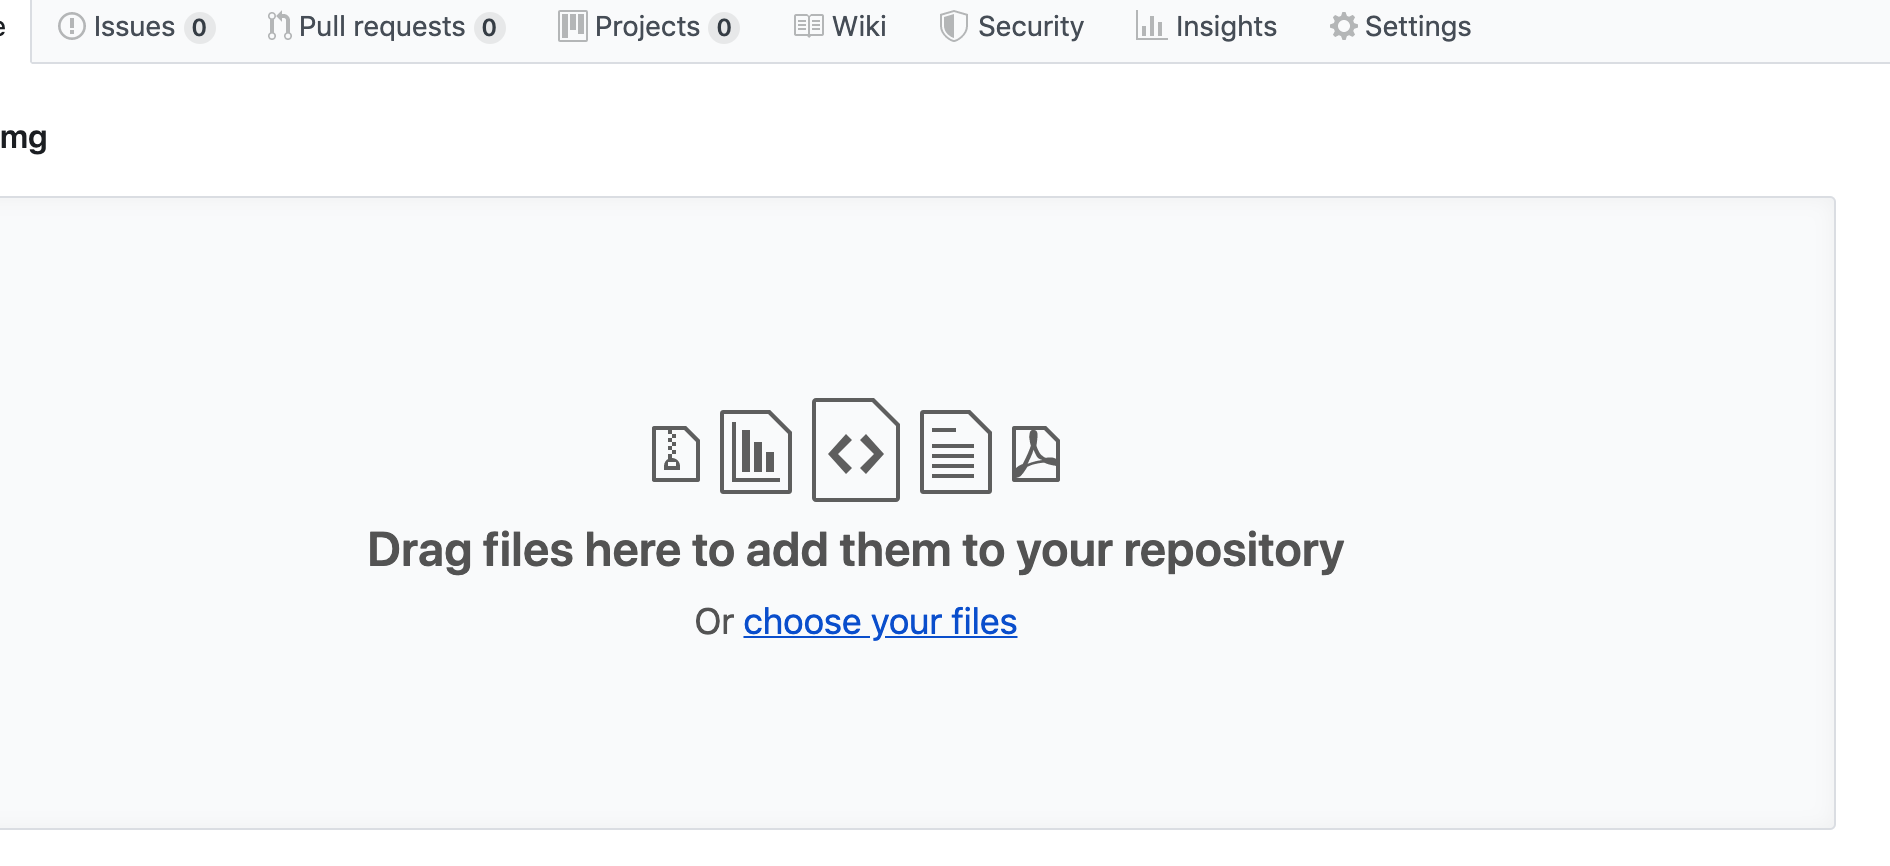 e Issues 0 Pull requests 0 Projects 0 Wiki Security Insights Settings
mg
Drag files here to add them to your repository
Or choose your files